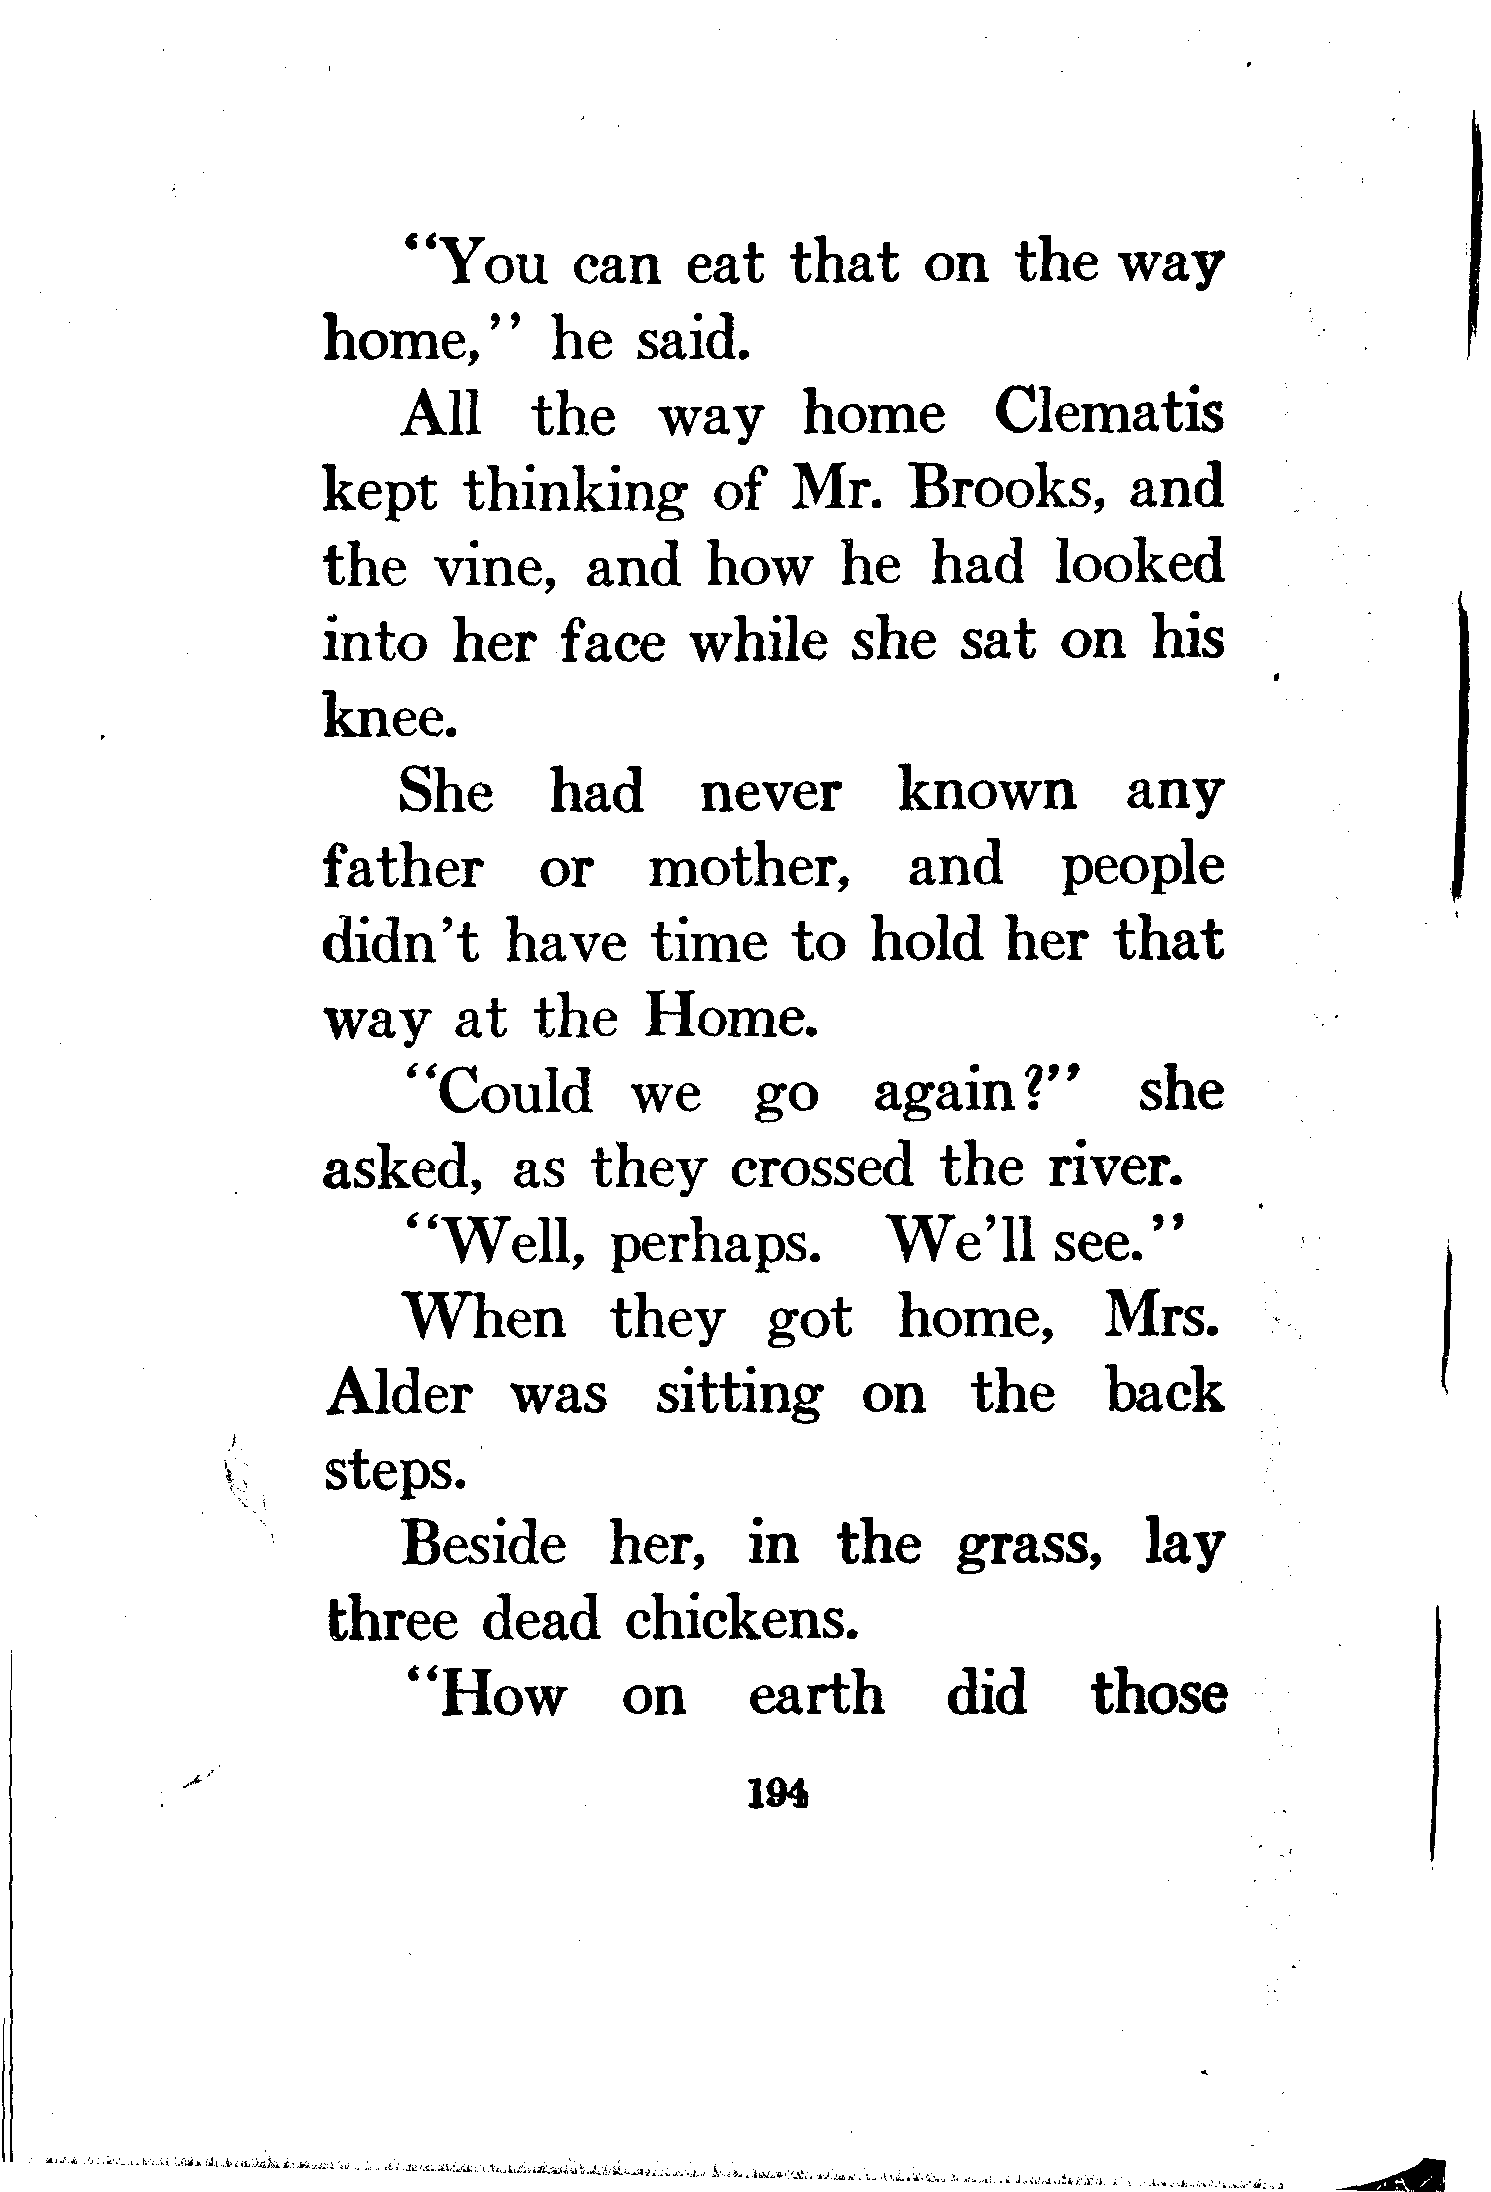 “You can eat that on the way
home,” he said.
All the way home Clematis
kept thinking of Mr. Brooks, and
the vine, and how he had looked
into her face while she sat on his
knee.
She had never known any
father or mother, and people
didn’t have time to hold her that
way at the Home.
“Could we go again?” she
asked, as they crossed the river.
“Well, perhaps. We’ll see.”
When they got home, Mrs.
Alder was sitting on the back
steps.
Beside her, in the grass, lay
three dead chickens.
“How on earth did those
194